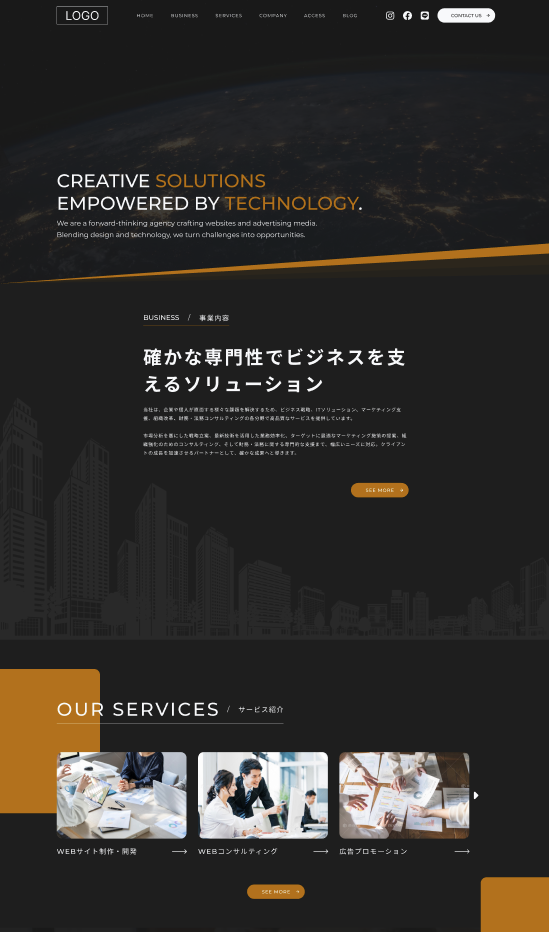 LOGO
HOME BUSINESS SERVICES COMPANY ACCESS BLOG
CONTACT US
CREATIVE SOLUTIONS
EMPOWERED BY TECHNOLOGY.
We are a forward-thinking agency crafting websites and advertising media.
Blending design and technology, we turn challenges into opportunities.
BUSINESS / 事業内容
確かな専門性でビジネスを支
えるソリューション
当社は、企業や個人が直面する様々な課題を解決するため、ビジネス戦略、ITソリューション、マーケティング支
援、組織改革、財務・法務コンサルティングの各分野で高品質なサービスを提供しています。
市場分析を基にした戦略立案、最新技術を活用した業務効率化、ターゲットに最適なマーケティング施策の提案、組
織強化のためのコンサルティング、そして財務・法務に関する専門的な支援まで、幅広いニーズに対応。クライアン
トの成長を加速させるパートナーとして、確かな成果へと導きます。
SEE MORE
OUR SERVICES / サービス紹介
WEBサイト制作・開発
WEBコンサルティング
広告プロモーション
SEE MORE